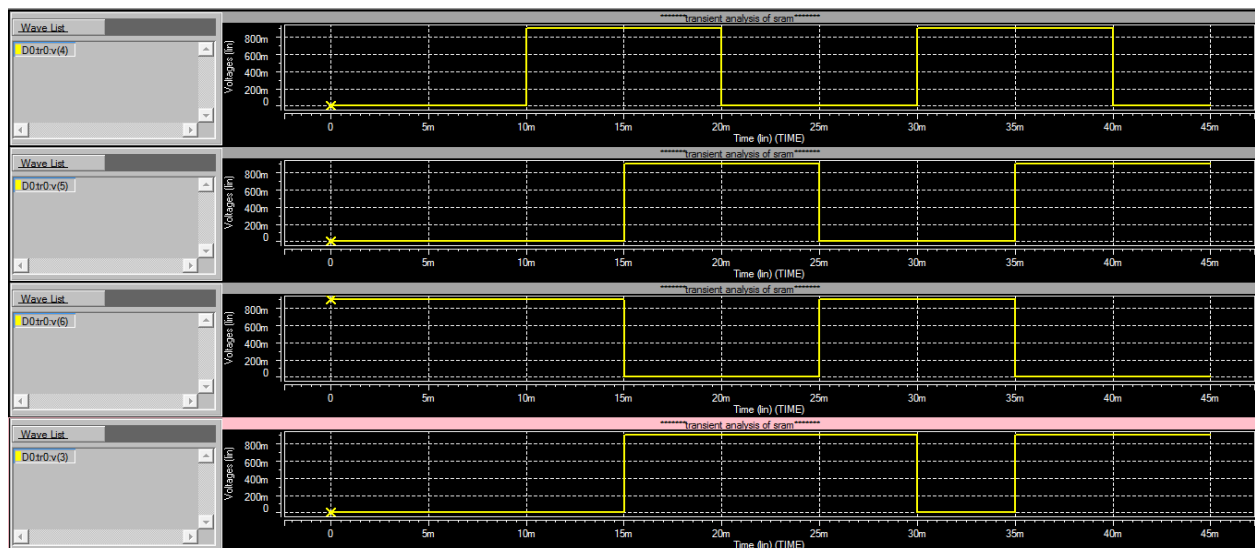 *******transient analysis of sram*******
Wave List
D0:tr0:v(4)
Voltages (lin)
800m
600m
400m
200m
0
0 5m 10m 15m 20m 25m 30m 35m 40m 45m
Time (lin) (TIME)
*******transient analysis of sram*******
Wave List
D0:tr0:v(5)
Voltages (lin)
800m
600m
400m
200m
0
0 5m 10m 15m 20m 25m 30m 35m 40m 45m
Time (lin) (TIME)
*******transient analysis of sram*******
Wave List
D0:tr0:v(6)
Voltages (lin)
800m
600m
400m
200m
0
0 5m 10m 15m 20m 25m 30m 35m 40m 45m
Time (lin) (TIME)
*******transient analysis of sram*******
Wave List
D0:tr0:v(3)
Voltages (lin)
800m
600m
400m
200m
0
0 5m 10m 15m 20m 25m 30m 35m 40m 45m
Time (lin) (TIME)